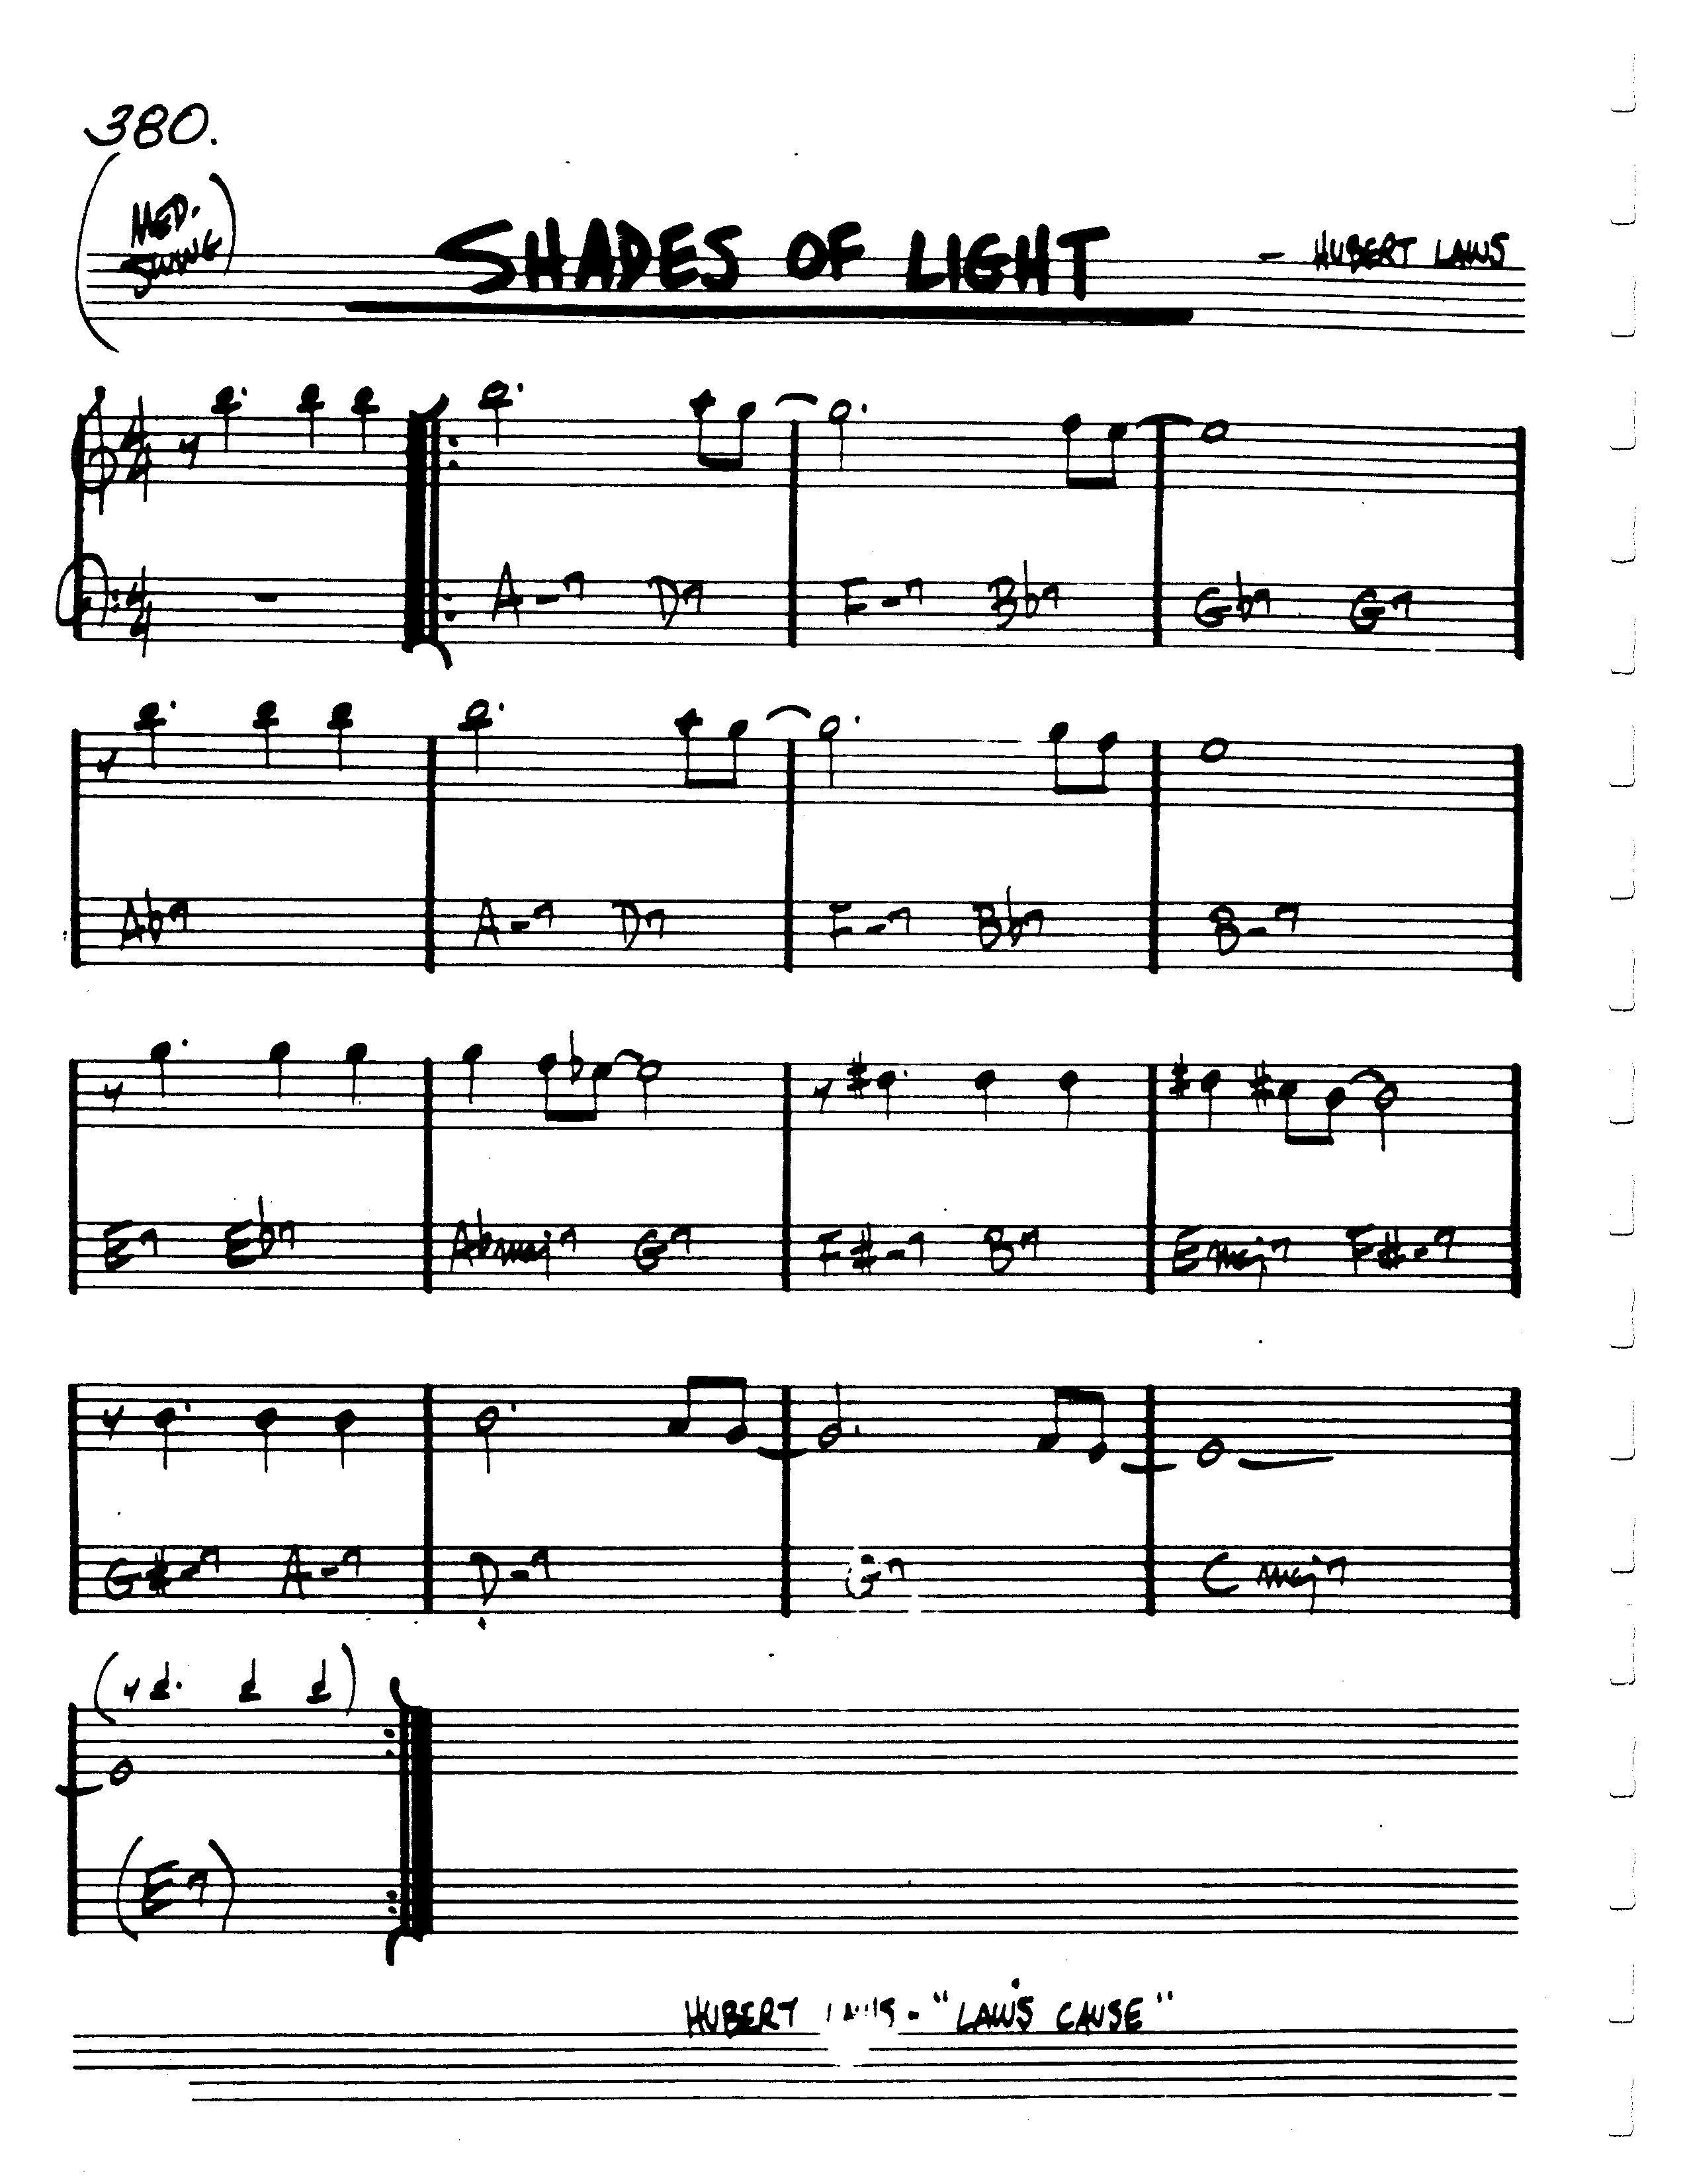 380.
(MED. SWING)
SHADES OF LIGHT
- HUBERT LAWS
A-7 D7 F-7 Bb7 Gb7 G7
Ab7 A-7 D7 F-7 Bb7 B-7
E7 Eb7 Abmaj7 G7 F#-7 B7 Emaj7 F#-7
G#-7 A-7 D-7 G7 Cmaj7
(E7)
HUBERT - "LAWS CAUSE"